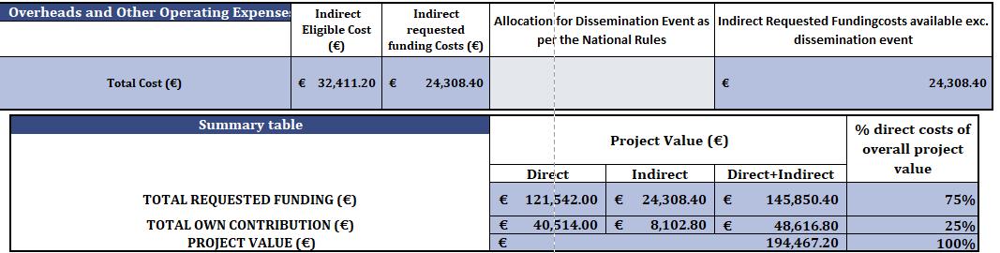 Overheads and Other Operating Expense
Indirect
Eligible Cost
(€)
Indirect
requested
funding Costs (€)
Allocation for Dissemination Event as
per the National Rules
Indirect Requested Fundingcosts available exc.
dissemination event
Total Cost (€)
€ 32,411.20
€ 24,308.40
€ 24,308.40
Summary table
Project Value (€)
% direct costs of
overall project
value
Direct
Indirect
Direct+Indirect
TOTAL REQUESTED FUNDING (€)
€ 121,542.00
€ 24,308.40
€ 145,850.40
75%
TOTAL OWN CONTRIBUTION (€)
€ 40,514.00
€ 8,102.80
€ 48,616.80
25%
PROJECT VALUE (€)
€ 194,467.20
100%